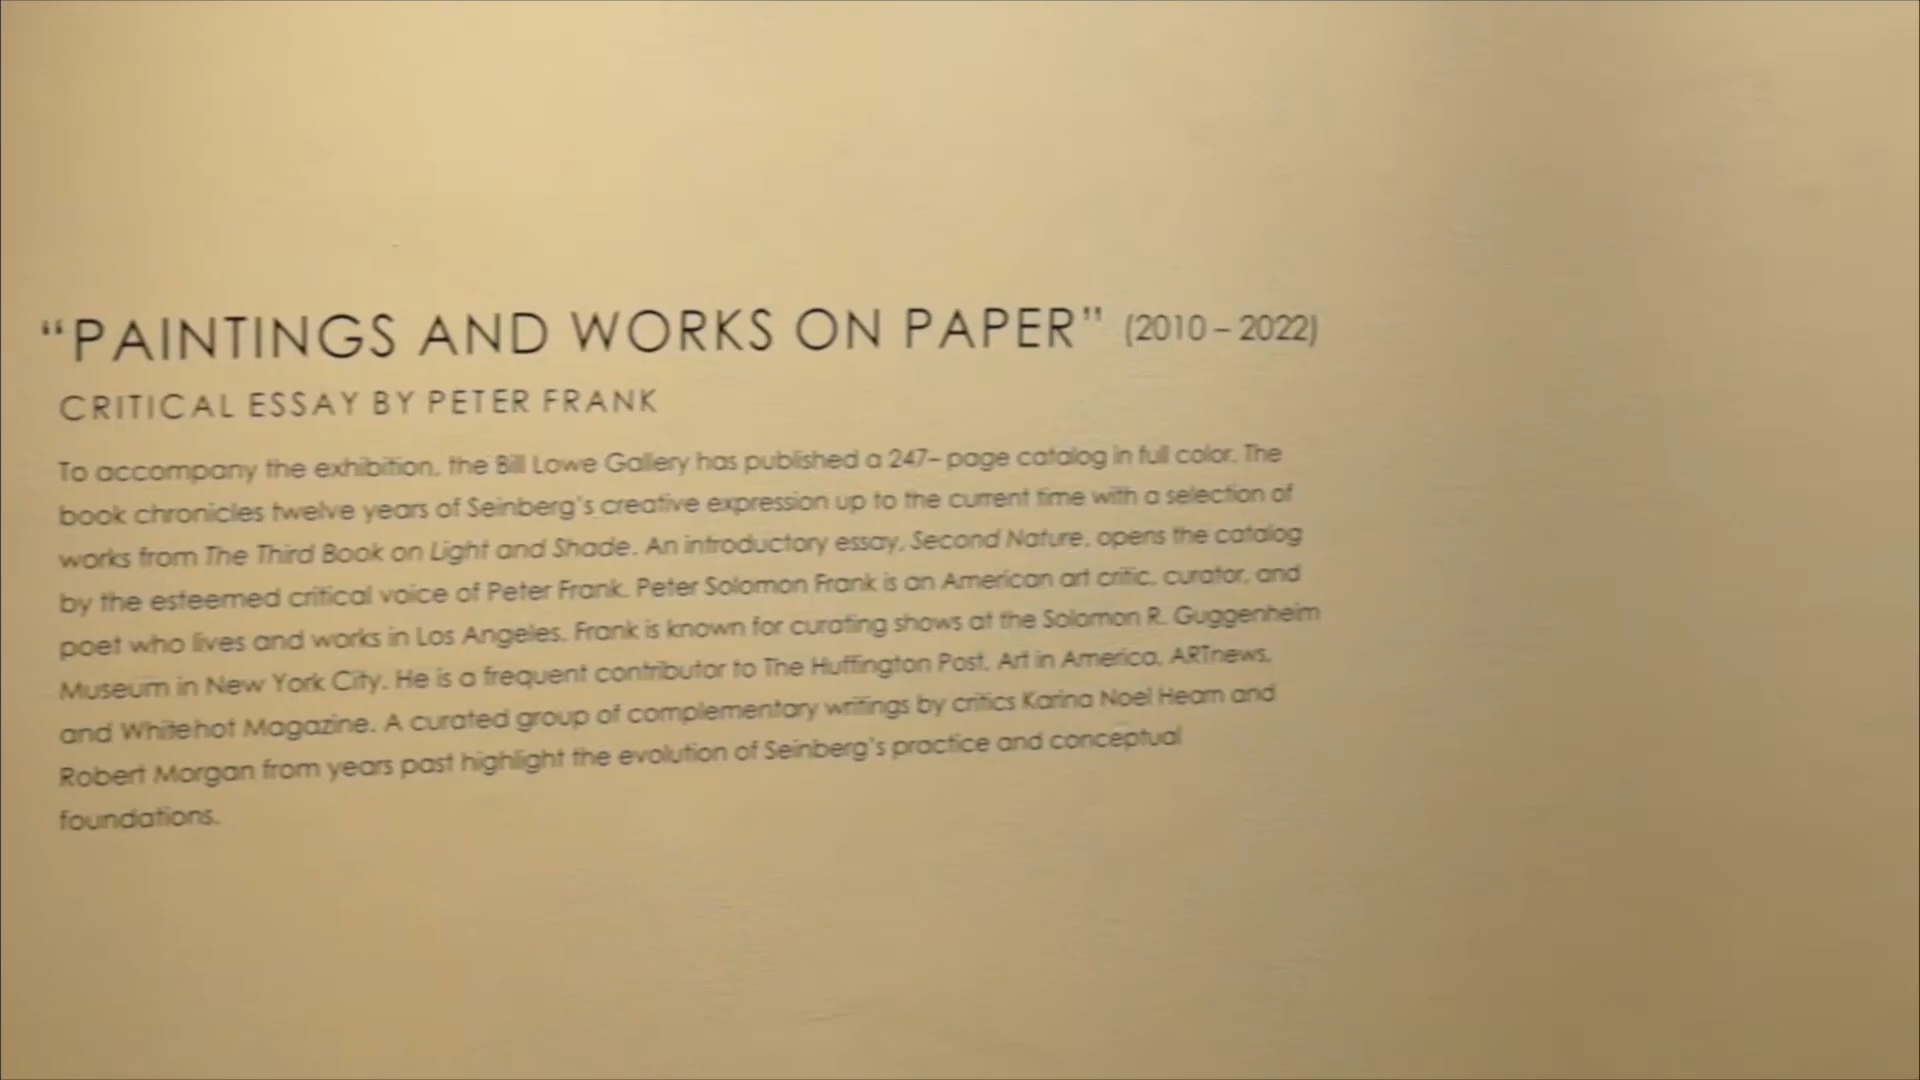 “PAINTINGS AND WORKS ON PAPER” (2010 – 2022)
CRITICAL ESSAY BY PETER FRANK
To accompany the exhibition, the Bill Lowe Gallery has published a 247– page catalog in full color. The
book chronicles twelve years of Seinberg’s creative expression up to the current time with a selection of
works from The Third Book on Light and Shade. An introductory essay, Second Nature, opens the catalog
by the esteemed critical voice of Peter Frank. Peter Solomon Frank is an American art critic, curator, and
poet who lives and works in Los Angeles. Frank is known for curating shows at the Solomon R. Guggenheim
Museum in New York City. He is a frequent contributor to The Huffington Post, Art in America, ARTnews,
and Whitehot Magazine. A curated group of complementary writings by critics Karina Noel Hearn and
Robert Morgan from years past highlight the evolution of Seinberg’s practice and conceptual
foundations.